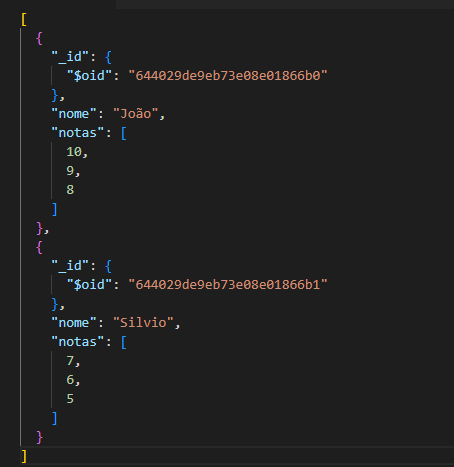 [
  {
    "_id": {
      "$oid": "644029de9eb73e08e01866b0"
    },
    "nome": "João",
    "notas": [
      10,
      9,
      8
    ]
  },
  {
    "_id": {
      "$oid": "644029de9eb73e08e01866b1"
    },
    "nome": "Silvio",
    "notas": [
      7,
      6,
      5
    ]
  }
]